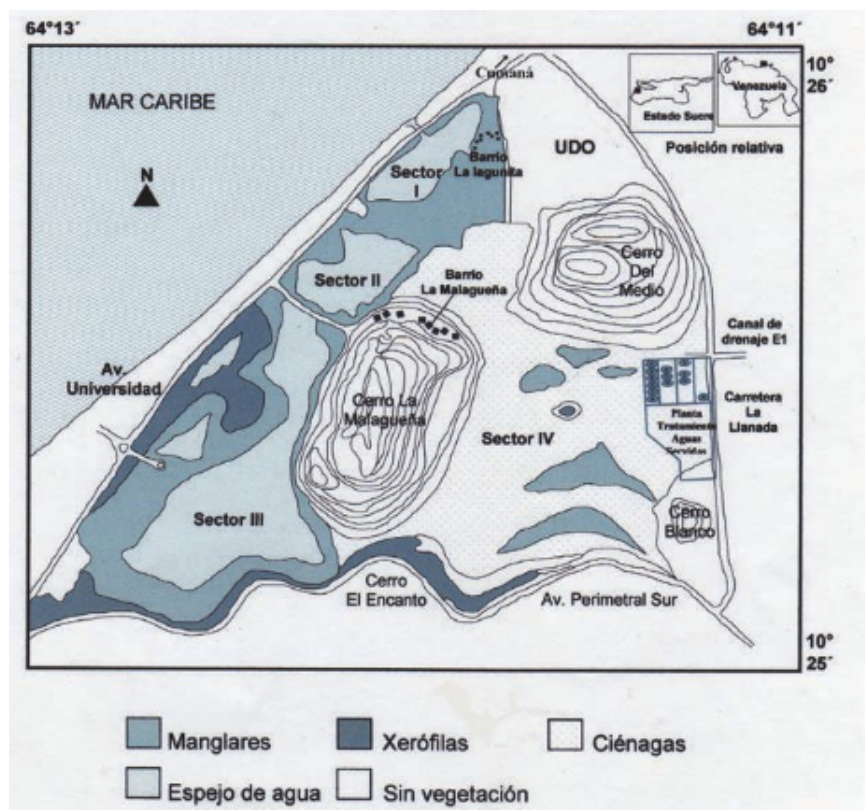 64°13´
64°11´
10°
26´
Cumaná
MAR CARIBE
Venezuela
Estado Sucre
Posición relativa
UDO
N
Sector
I
Barrio
La lagunita
Sector II
Barrio
La Malagueña
Cerro
Del
Medio
Canal de
drenaje E1
Av.
Universidad
Cerro La
Malagueña
Sector IV
Planta
Tratamiento
Aguas
Servidas
Carretera
La
Llanada
Sector III
Cerro
Blanco
Cerro
El Encanto
Av. Perimetral Sur
10°
25´
Manglares
Xerófilas
Ciénagas
Espejo de agua
Sin vegetación